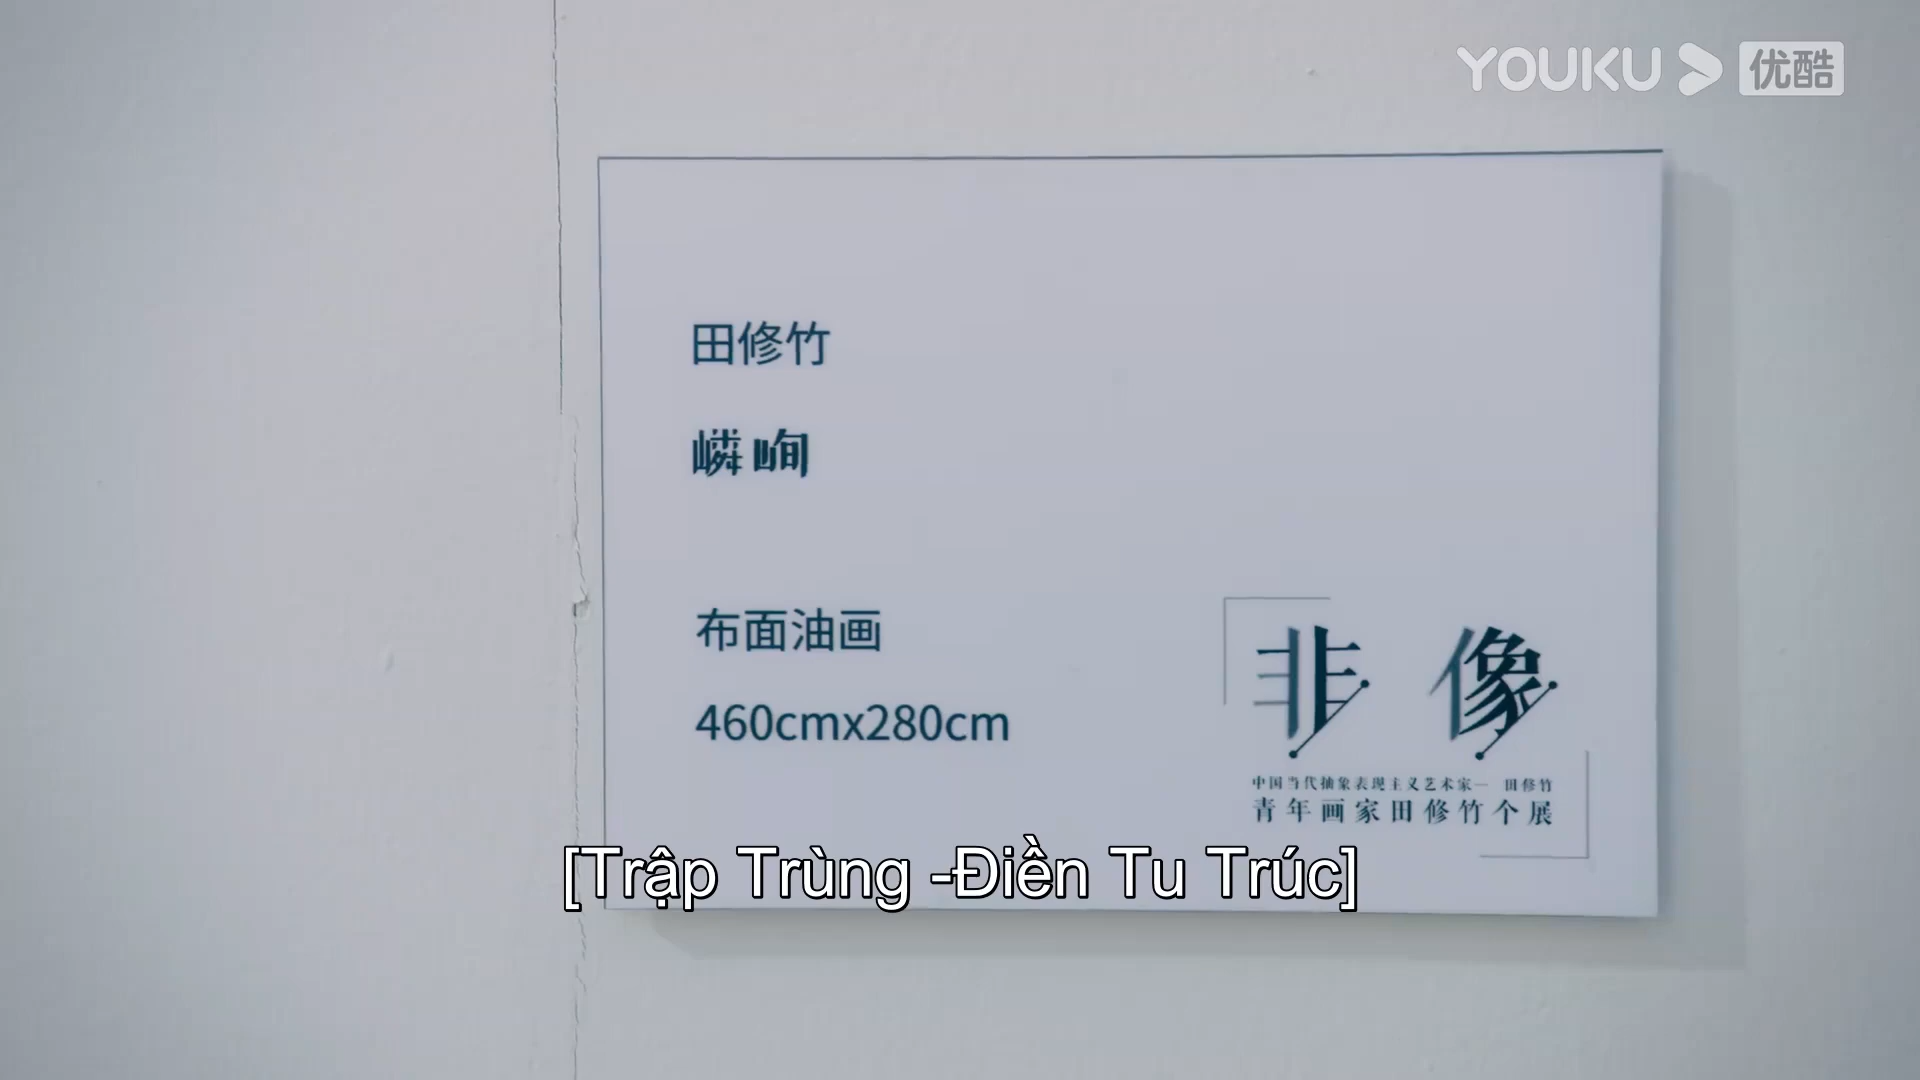 YOUKU 优酷
田修竹
嶙峋
布面油画
460cmx280cm
非像
中国当代抽象表现主义艺术家一 田修竹
青年画家田修竹个展
[Trập Trùng -Điền Tu Trúc]